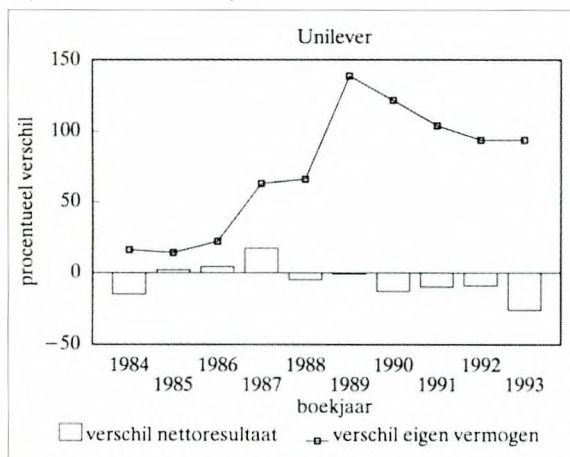 Unilever
procentueel verschil
150
100
50
0
−50
1984 1986 1988 1990 1992
1985 1987 1989 1991 1993
boekjaar
verschil nettoresultaat verschil eigen vermogen